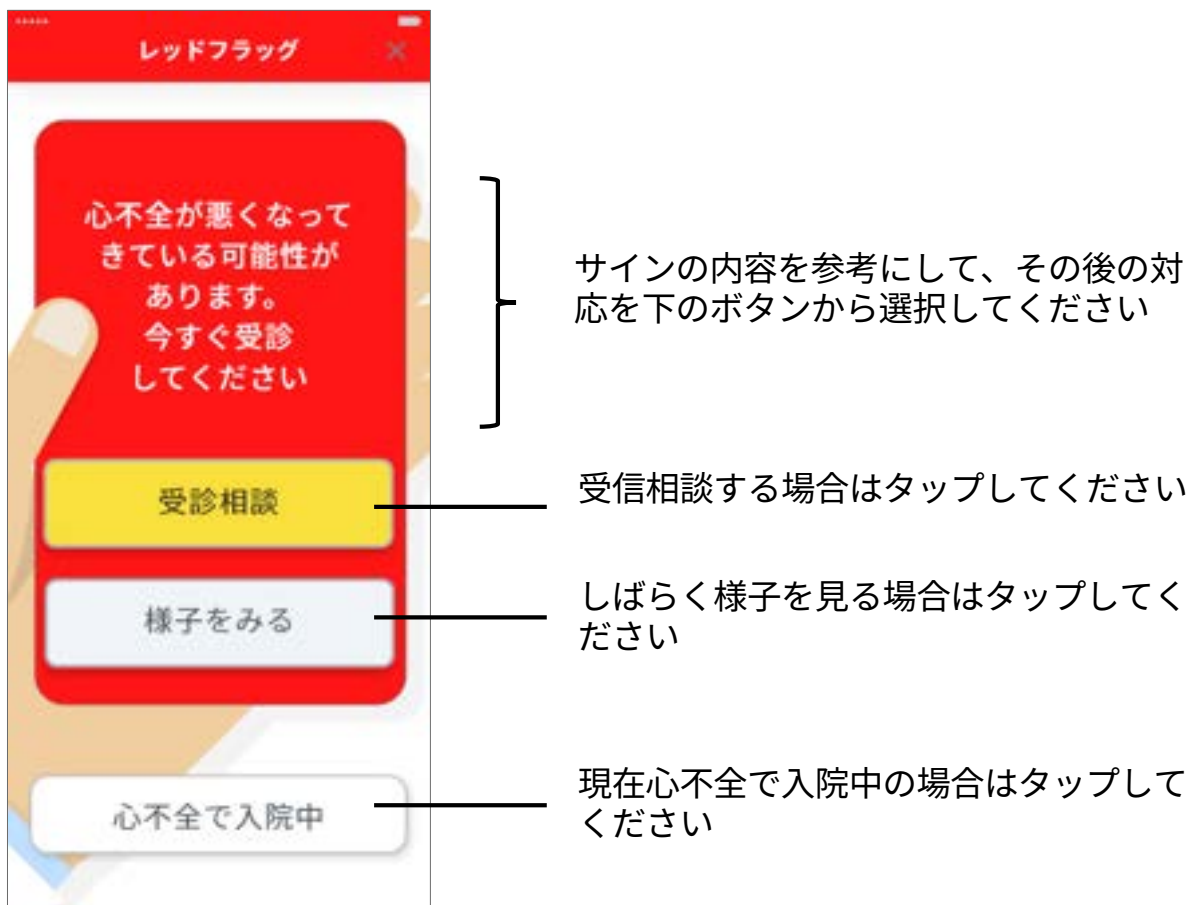 レッドフラッグ
心不全が悪くなって
きている可能性が
あります。
今すぐ受診
してください
サインの内容を参考にして、その後の対
応を下のボタンから選択してください
受診相談
受信相談する場合はタップしてください
様子をみる
しばらく様子を見る場合はタップしてく
ださい
心不全で入院中
現在心不全で入院中の場合はタップして
ください